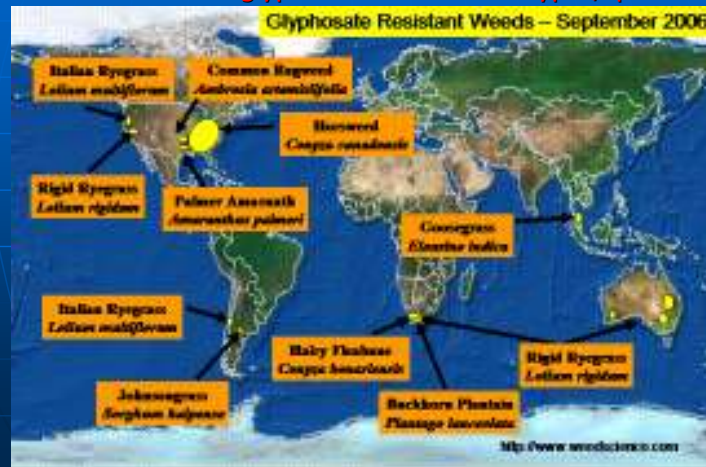 Glyphosate Resistant Weeds – September 2006
Italian Ryegrass
Lolium multiflorum
Common Ragweed
Ambrosia artemisiifolia
Horseweed
Conyza canadensis
Rigid Ryegrass
Lolium rigidum
Palmer Amaranth
Amaranthus palmeri
Goosegrass
Eleusine indica
Italian Ryegrass
Lolium multiflorum
Hairy Fleabane
Conyza bonariensis
Rigid Ryegrass
Lolium rigidum
Johnsongrass
Sorghum halpense
Buckhorn Plantain
Plantago lanceolata
http://www.weedscience.com